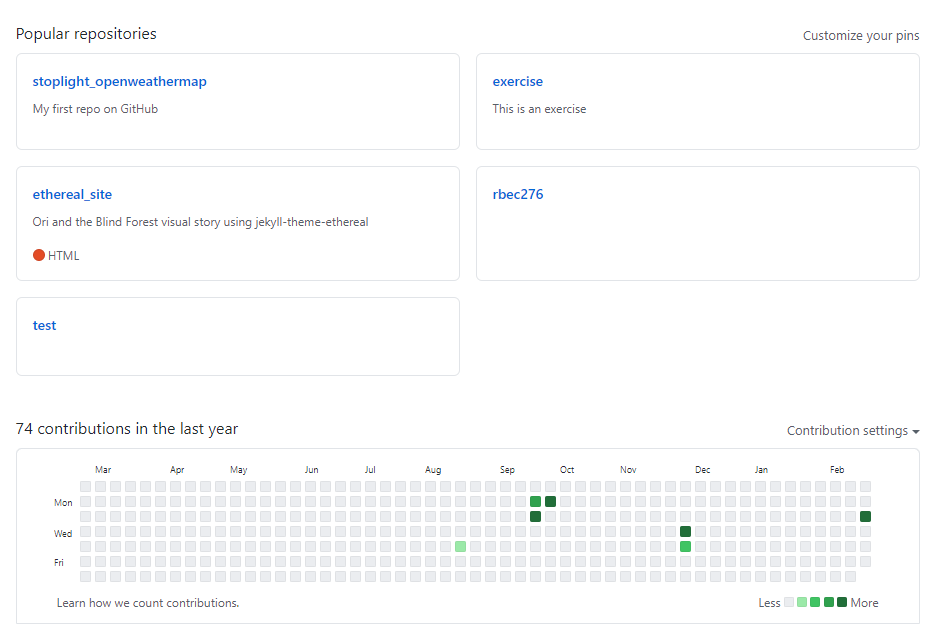 Popular repositories
Customize your pins
stoplight_openweathermap
My first repo on GitHub
exercise
This is an exercise
ethereal_site
Ori and the Blind Forest visual story using jekyll-theme-ethereal
HTML
rbec276
test
74 contributions in the last year
Contribution settings
Mar Apr May Jun Jul Aug Sep Oct Nov Dec Jan Feb
Mon
Wed
Fri
Learn how we count contributions.
Less More